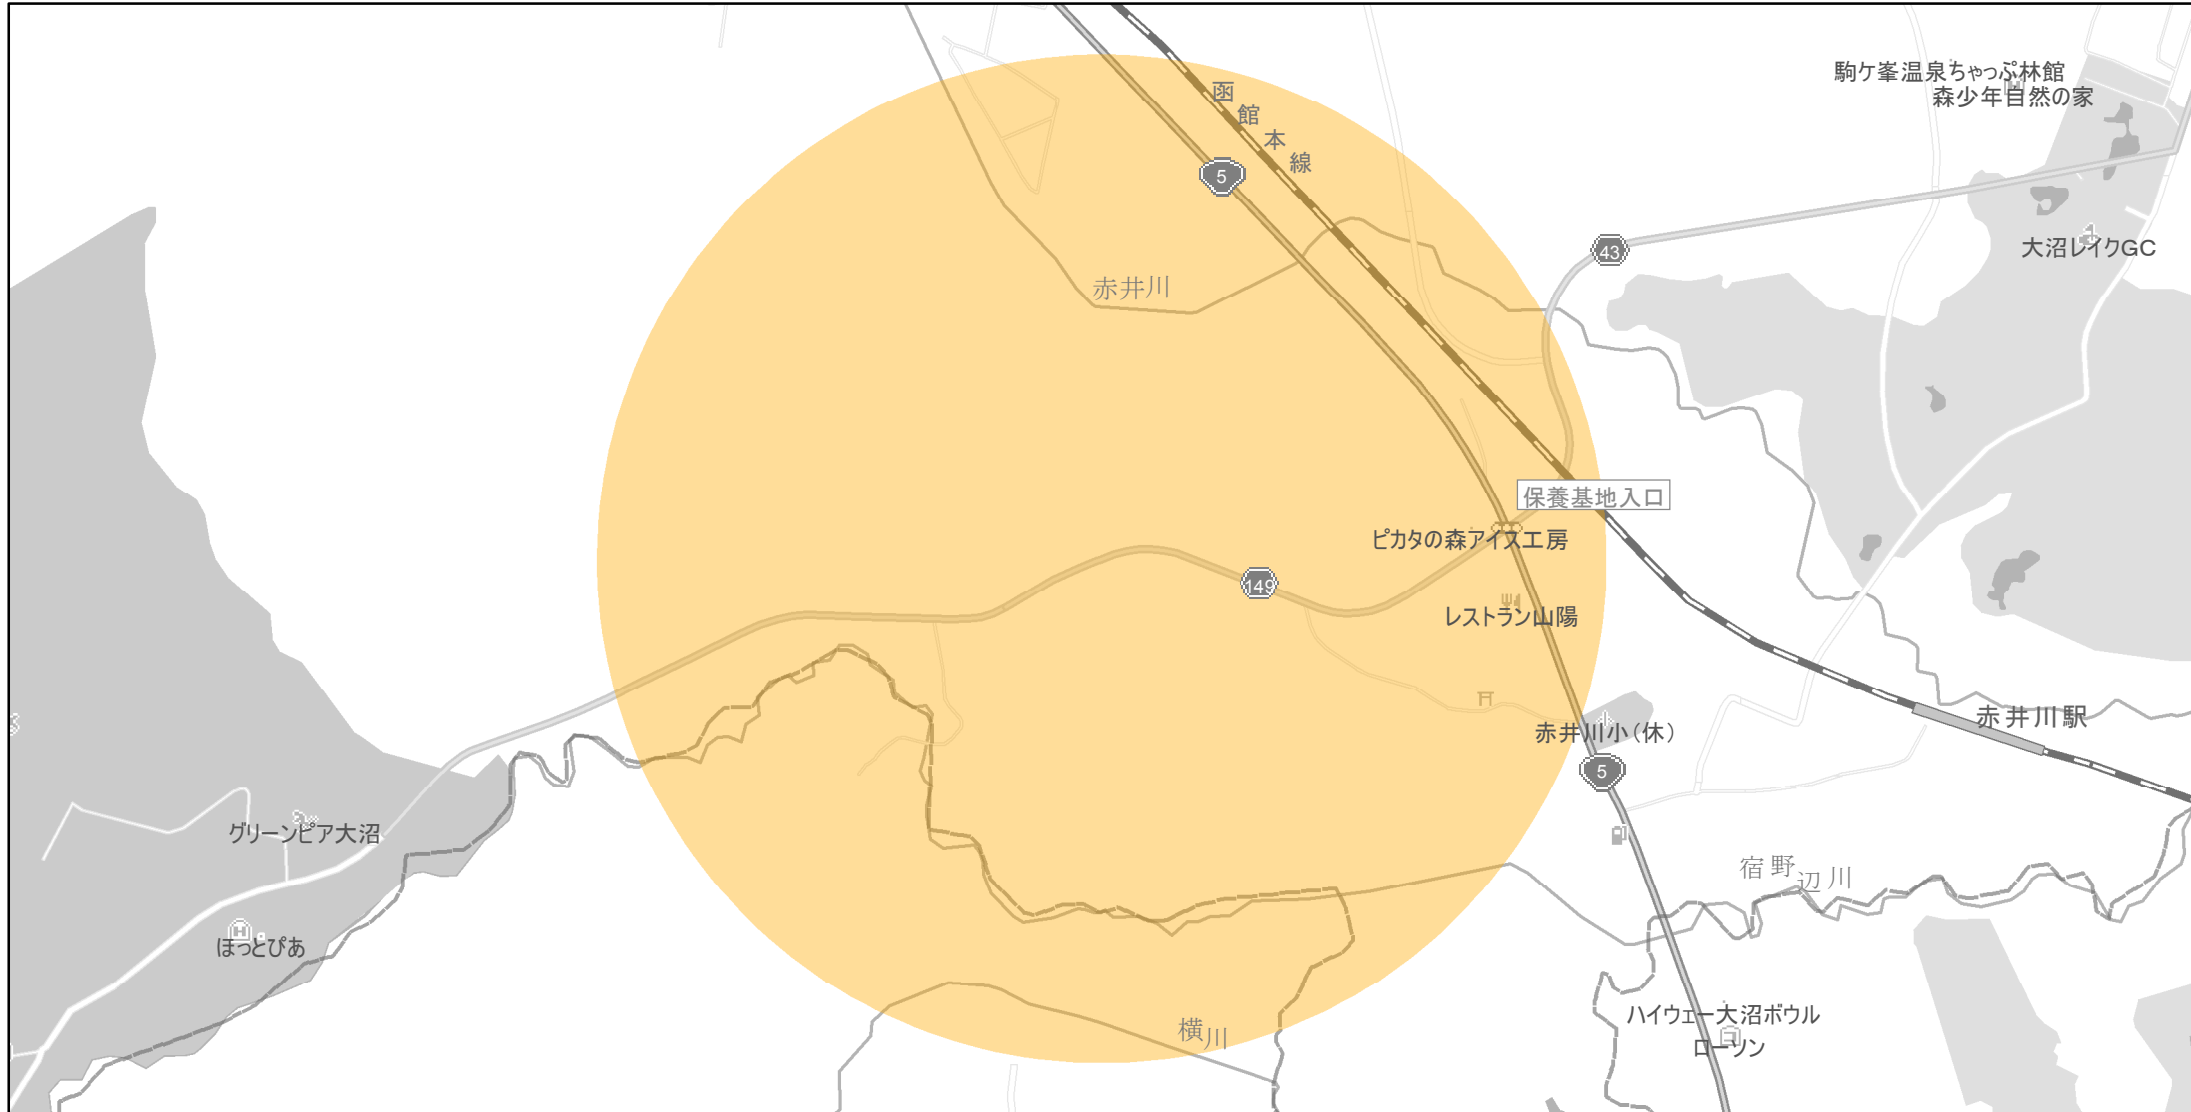 駒ケ峯温泉ちゃっぷ林館
森少年自然の家
函館本線
5
43
大沼レイクGC
赤井川
保養基地入口
ピカタの森アイス工房
149
レストラン山陽
赤井川駅
赤井川小(休)
5
グリーンピア大沼
宿野辺川
ほっとぴあ
ハイウェー大沼ボウル
横川
ローソン